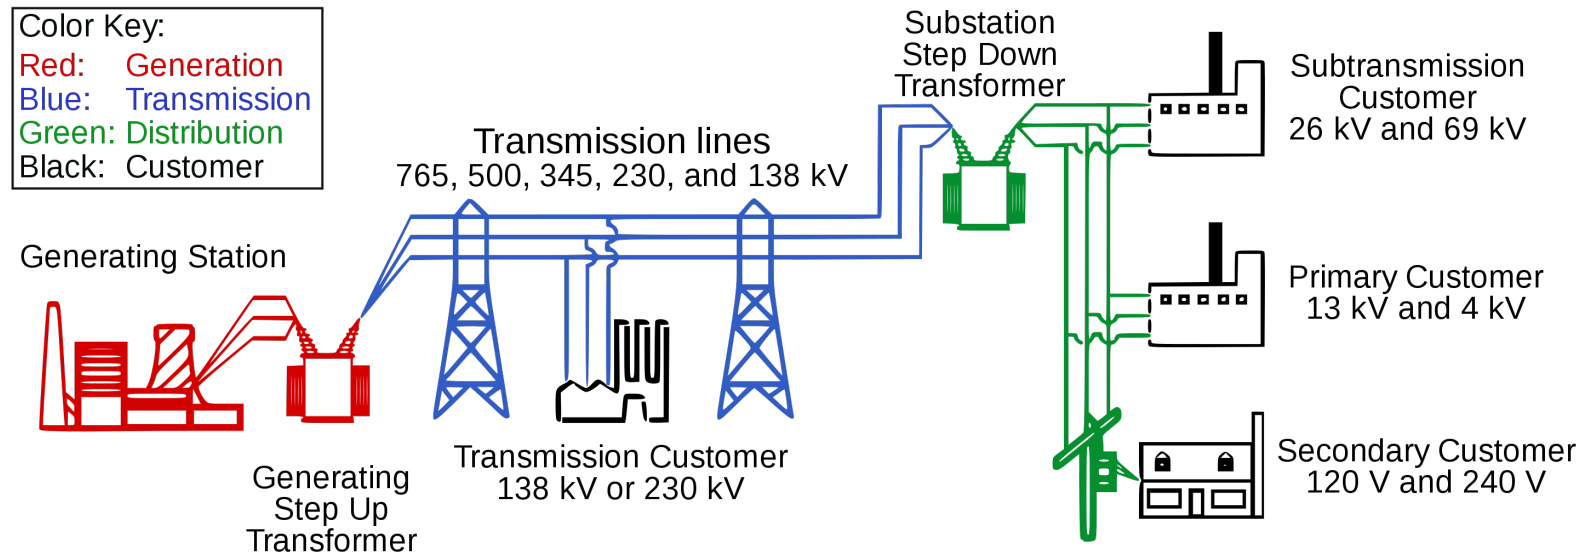 Color Key:
Red: Generation
Blue: Transmission
Green: Distribution
Black: Customer
Generating Station
Generating
Step Up
Transformer
Transmission lines
765, 500, 345, 230, and 138 kV
Transmission Customer
138 kV or 230 kV
Substation
Step Down
Transformer
Subtransmission
Customer
26 kV and 69 kV
Primary Customer
13 kV and 4 kV
Secondary Customer
120 V and 240 V